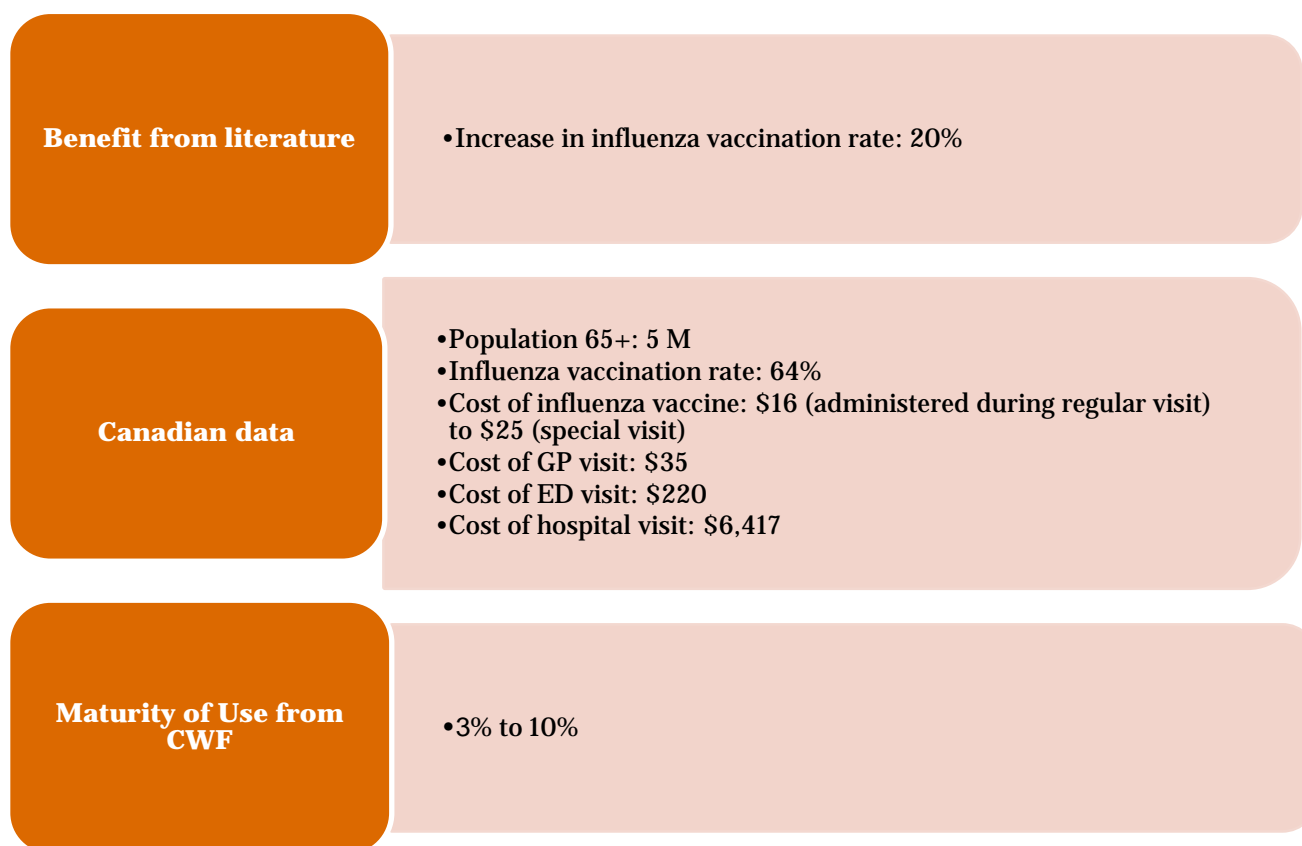 Benefit from literature
•Increase in influenza vaccination rate: 20%
Canadian data
•Population 65+: 5 M
•Influenza vaccination rate: 64%
•Cost of influenza vaccine: $16 (administered during regular visit)
to $25 (special visit)
•Cost of GP visit: $35
•Cost of ED visit: $220
•Cost of hospital visit: $6,417
Maturity of Use from
CWF
•3% to 10%